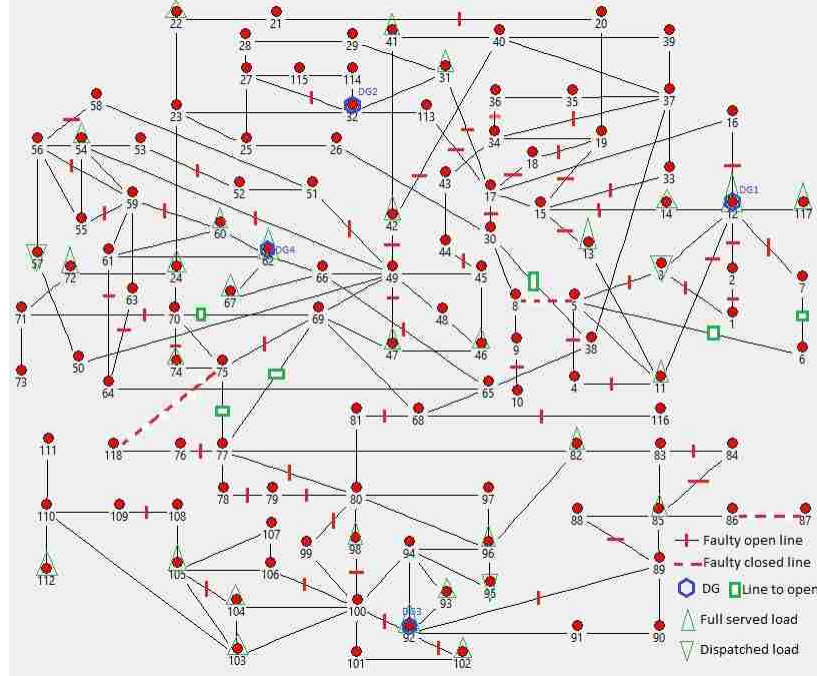 22 21 20
28 29 41 40 39
31
27 115 114
DG2
58 36 35 37
23 32 113 16
56 54 53 25 26 34 19
18
43 33
52 51 17 DG1
59 15 14 12 117
55 60 42 30
13
57 61 62 DG4 44
72 24 66 49 45 3 2 7
63 67 8 5
71 70 69 48 1
50 74 75 47 46 9 38 6
73 64 65 10 4 11
81 68 116
111 118 76 77 82 83 84
78 79 80 97
110 109 108 88 85 86 87
107 99 98 94 96
Faulty open line
112 105 106 89
Faulty closed line
93 95
DG Line to open
104 100 DG3
92
Full served load
103 101 102 91 90
Dispatched load